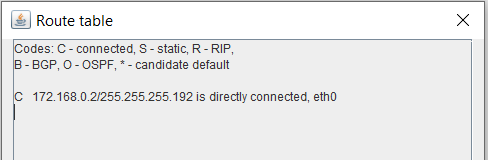 Route table
Codes: C - connected, S - static, R - RIP,
B - BGP, O - OSPF, * - candidate default
C 172.168.0.2/255.255.255.192 is directly connected, eth0